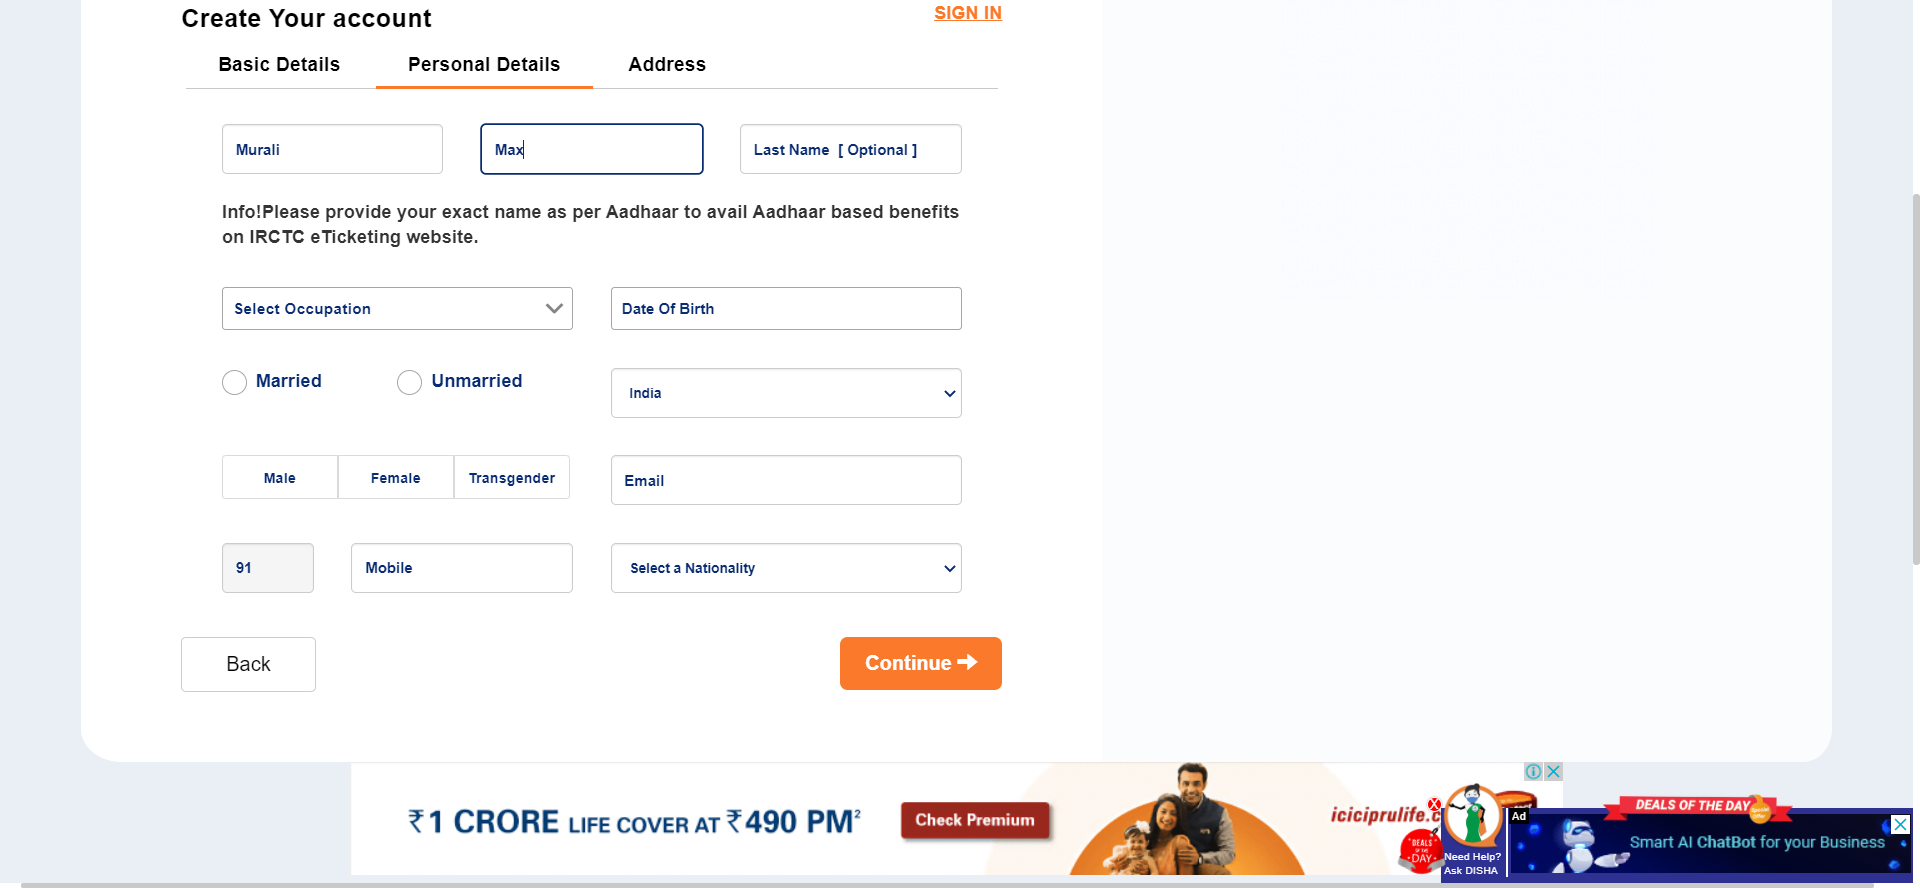 Create Your account
SIGN IN
Basic Details
Personal Details
Address
Murali
Max
Last Name [ Optional ]
Info!Please provide your exact name as per Aadhaar to avail Aadhaar based benefits
on IRCTC eTicketing website.
Select Occupation
Date Of Birth
Married
Unmarried
India
Male
Female
Transgender
Email
91
Mobile
Select a Nationality
Back
Continue
₹1 CRORE LIFE COVER AT ₹490 PM²
Check Premium
iciciprulife.c
X
DEALS
OF THE
DAY
Need Help?
Ask DISHA
Ad
DEALS OF THE DAY
Smart AI ChatBot for your Business